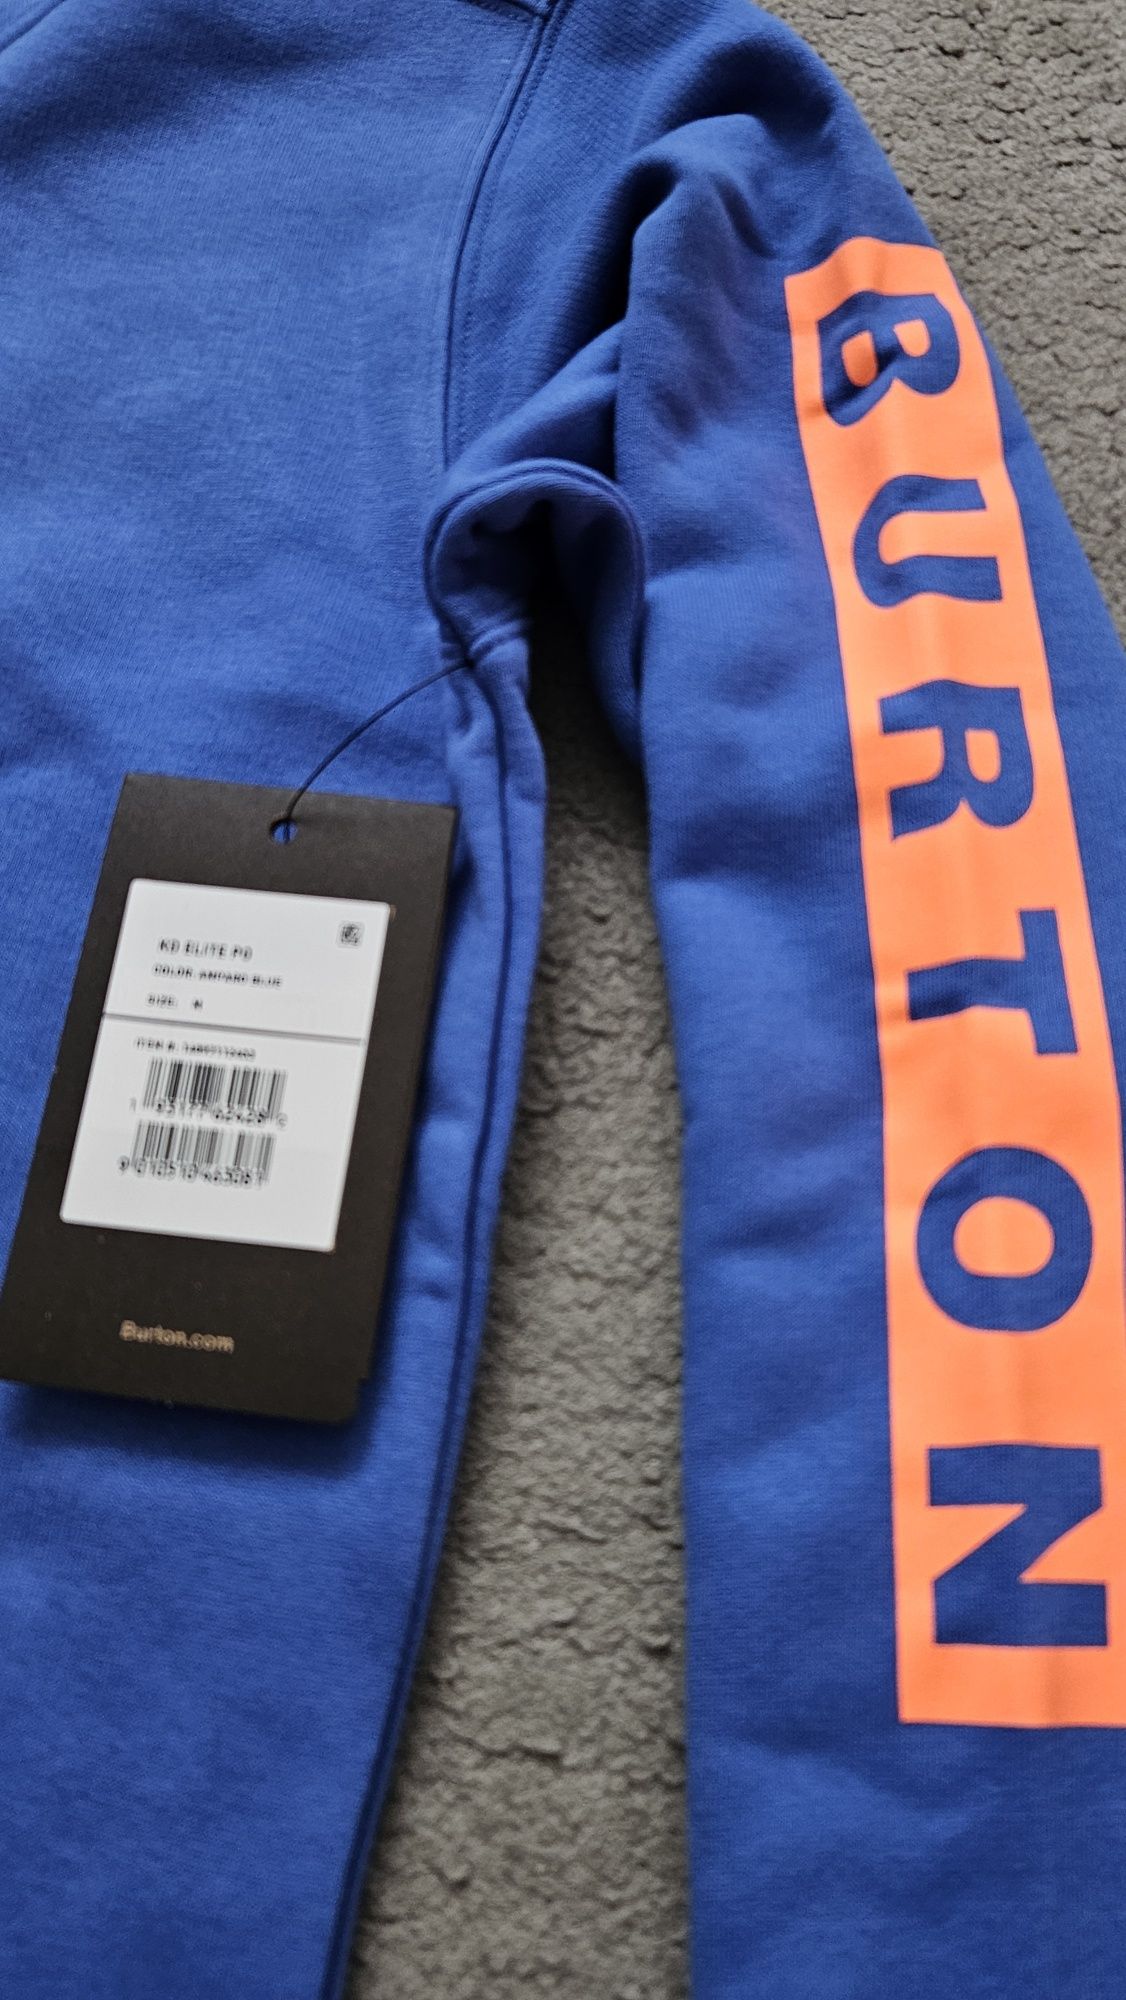 BURTON
KD ELITE PO
COLOR: AMPARO BLUE
SIZE: M
Burton.com